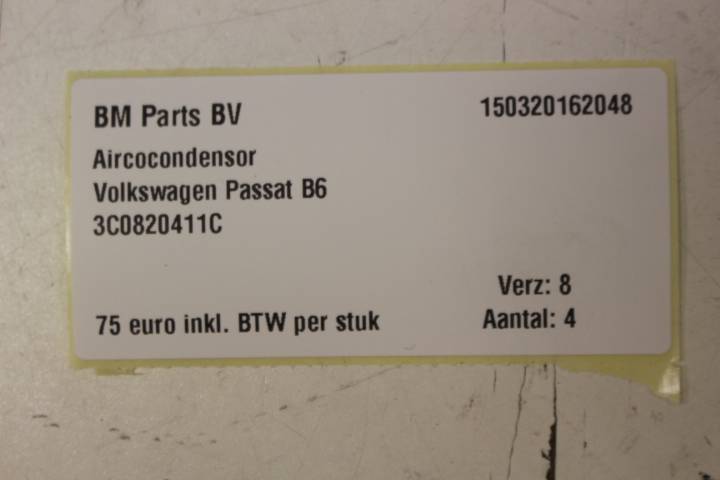 BM Parts BV
150320162048
Aircocondensor
Volkswagen Passat B6
3C0820411C
Verz: 8
75 euro inkl. BTW per stuk
Aantal: 4